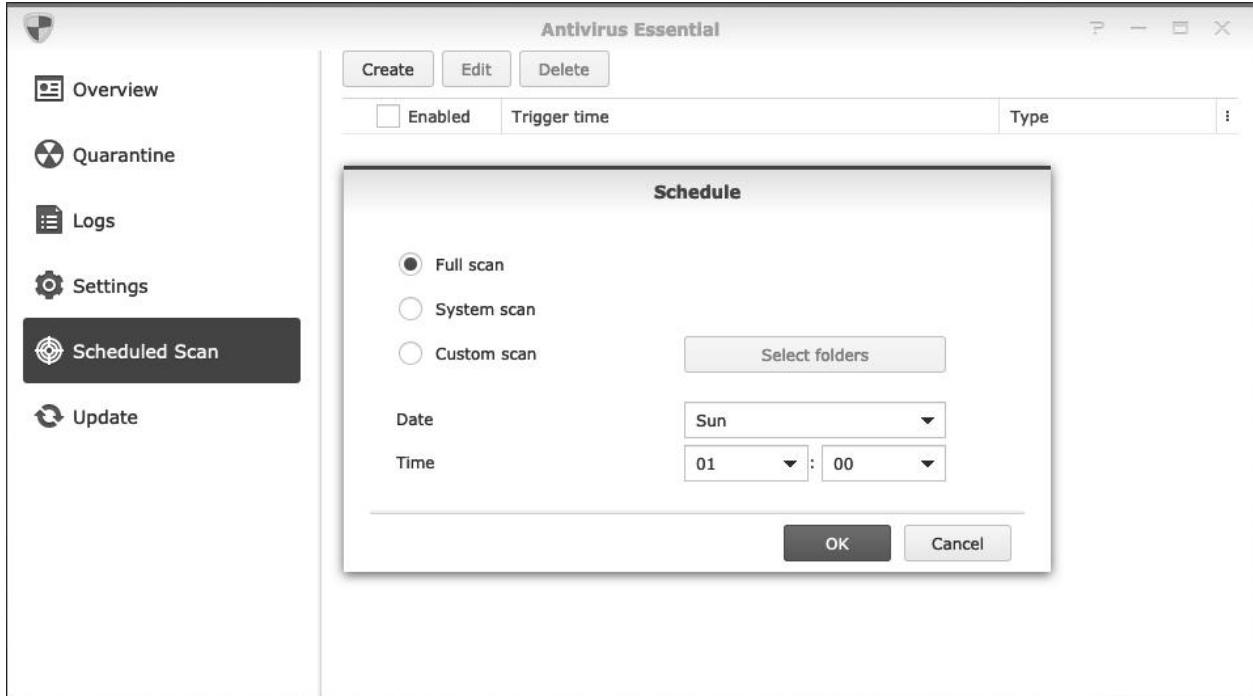 Antivirus Essential
Overview
Quarantine
Logs
Settings
Scheduled Scan
Update
Create Edit Delete
Enabled Trigger time Type
Schedule
Full scan
System scan
Custom scan Select folders
Date Sun
Time 01 : 00
OK Cancel